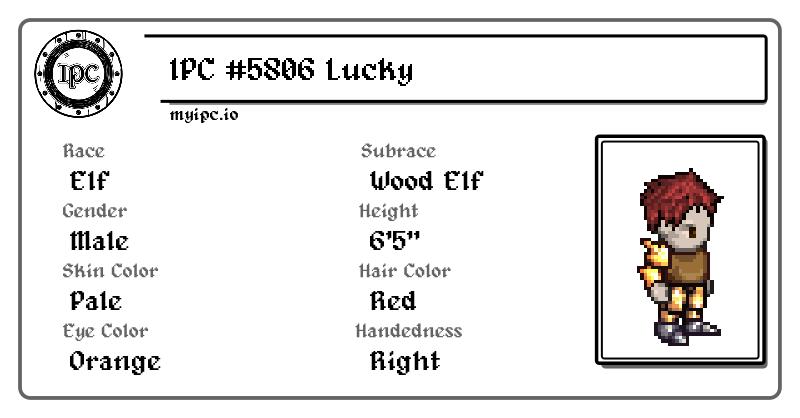 IPC
IPC #5806 Lucky
myipc.io
Race
Elf
Subrace
Wood Elf
Gender
Male
Height
6'5"
Skin Color
Pale
Hair Color
Red
Eye Color
Orange
Handedness
Right